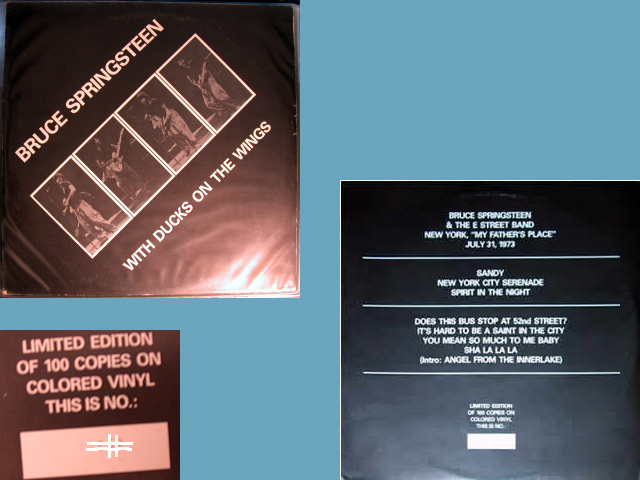 BRUCE SPRINGSTEEN
WITH DUCKS ON THE WINGS
BRUCE SPRINGSTEEN
& THE E STREET BAND
NEW YORK, "MY FATHER'S PLACE"
JULY 31, 1973
SANDY
NEW YORK CITY SERENADE
SPIRIT IN THE NIGHT
DOES THIS BUS STOP AT 52nd STREET?
IT'S HARD TO BE A SAINT IN THE CITY
YOU MEAN SO MUCH TO ME BABY
SHA LA LA LA
(Intro: ANGEL FROM THE INNERLAKE)
LIMITED EDITION
OF 100 COPIES ON
COLORED VINYL
THIS IS NO.:
LIMITED EDITION
OF 100 COPIES ON
COLORED VINYL
THIS IS NO.:
#